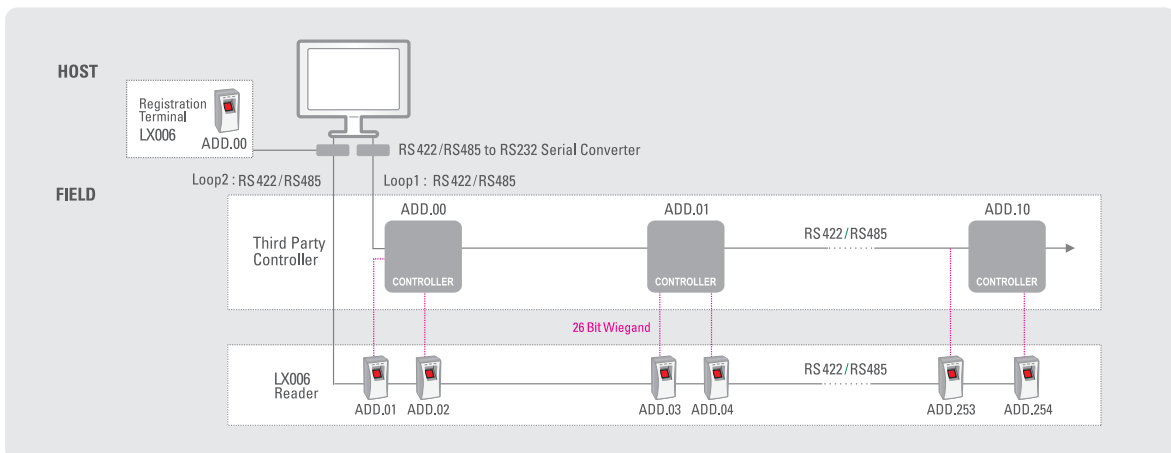 HOST
Registration
Terminal
LX006
ADD.00
RS422/RS485 to RS232 Serial Converter
Loop2 : RS422/RS485
Loop1 : RS422/RS485
FIELD
ADD.00
ADD.01
ADD.10
Third Party
Controller
RS422/RS485
CONTROLLER
CONTROLLER
CONTROLLER
26 Bit Wiegand
LX006
Reader
RS422/RS485
ADD.01
ADD.02
ADD.03
ADD.04
ADD.253
ADD.254